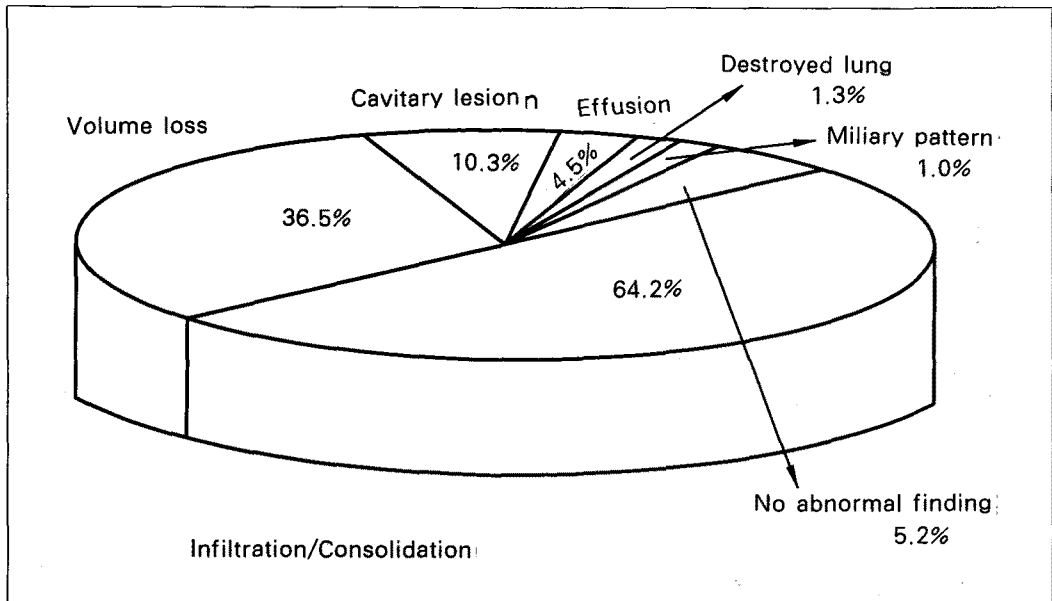 Destroyed lung
1.3%
Cavitary lesion
Effusion
Volume loss
Miliary pattern
1.0%
10.3%
4.5%
36.5%
64.2%
No abnormal finding
5.2%
Infiltration/Consolidation